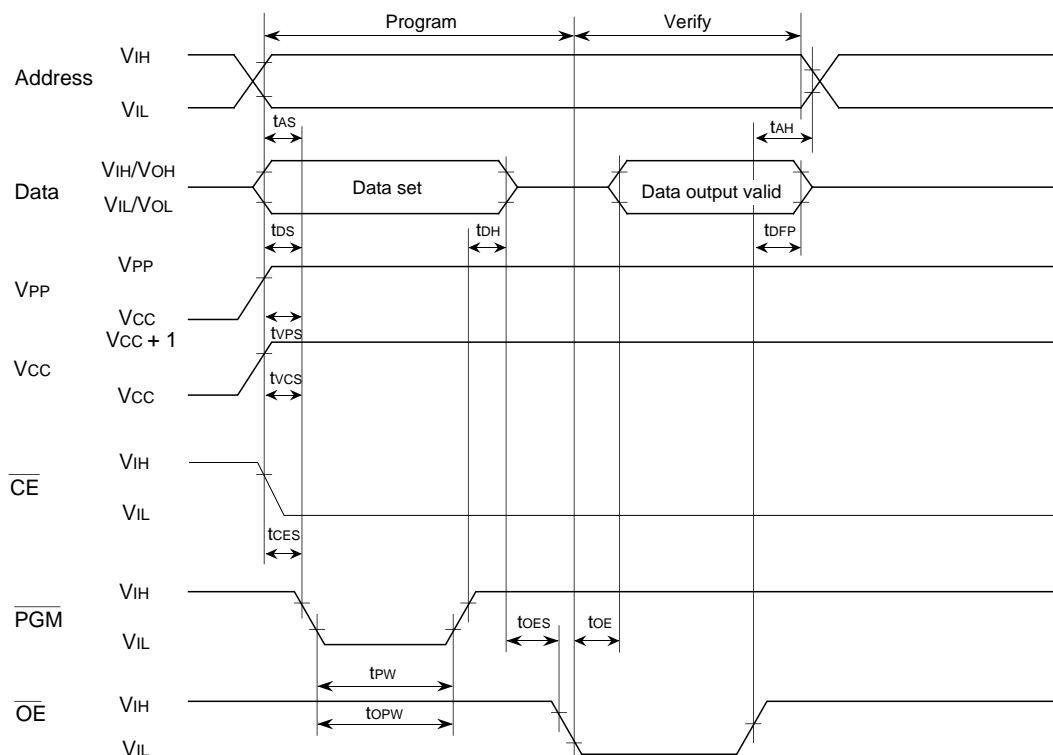 Program
Verify
Address
VIH
VIL
tAS
tAH
Data
VIH/VOH
VIL/VOL
Data set
Data output valid
tDS
tDH
tDFP
VPP
VPP
VCC
tVPS
VCC
VCC + 1
VCC
tVCS
CE
VIH
VIL
tCES
PGM
VIH
VIL
tOES
tOE
tPW
tOPW
OE
VIH
VIL